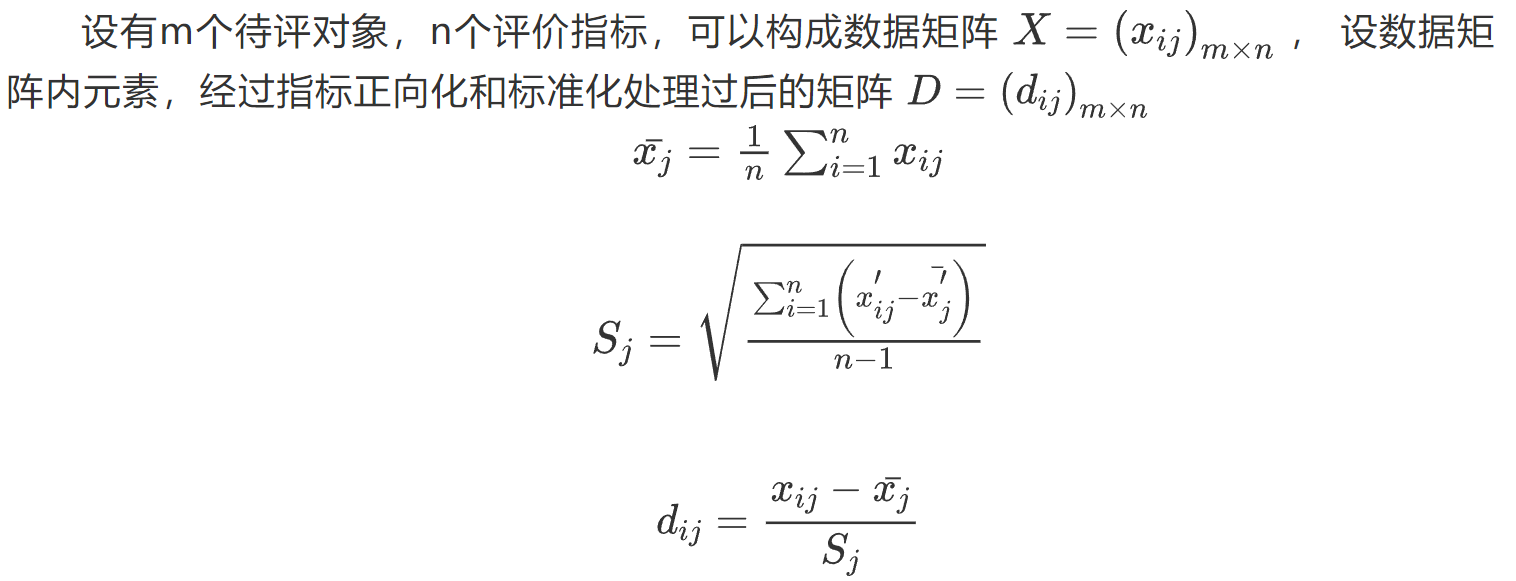 设有m个待评对象，n个评价指标，可以构成数据矩阵 $X = (x_{ij})_{m \times n}$ ， 设数据矩
阵内元素，经过指标正向化和标准化处理过后的矩阵 $D = (d_{ij})_{m \times n}$
$\bar{x_j} = \frac{1}{n} \sum_{i=1}^{n} x_{ij}$
$S_j = \sqrt{\frac{\sum_{i=1}^{n} \left( x_{ij}^{'} - \bar{x_j^{'}} \right)}{n-1}}$
$d_{ij} = \frac{x_{ij} - \bar{x_j}}{S_j}$